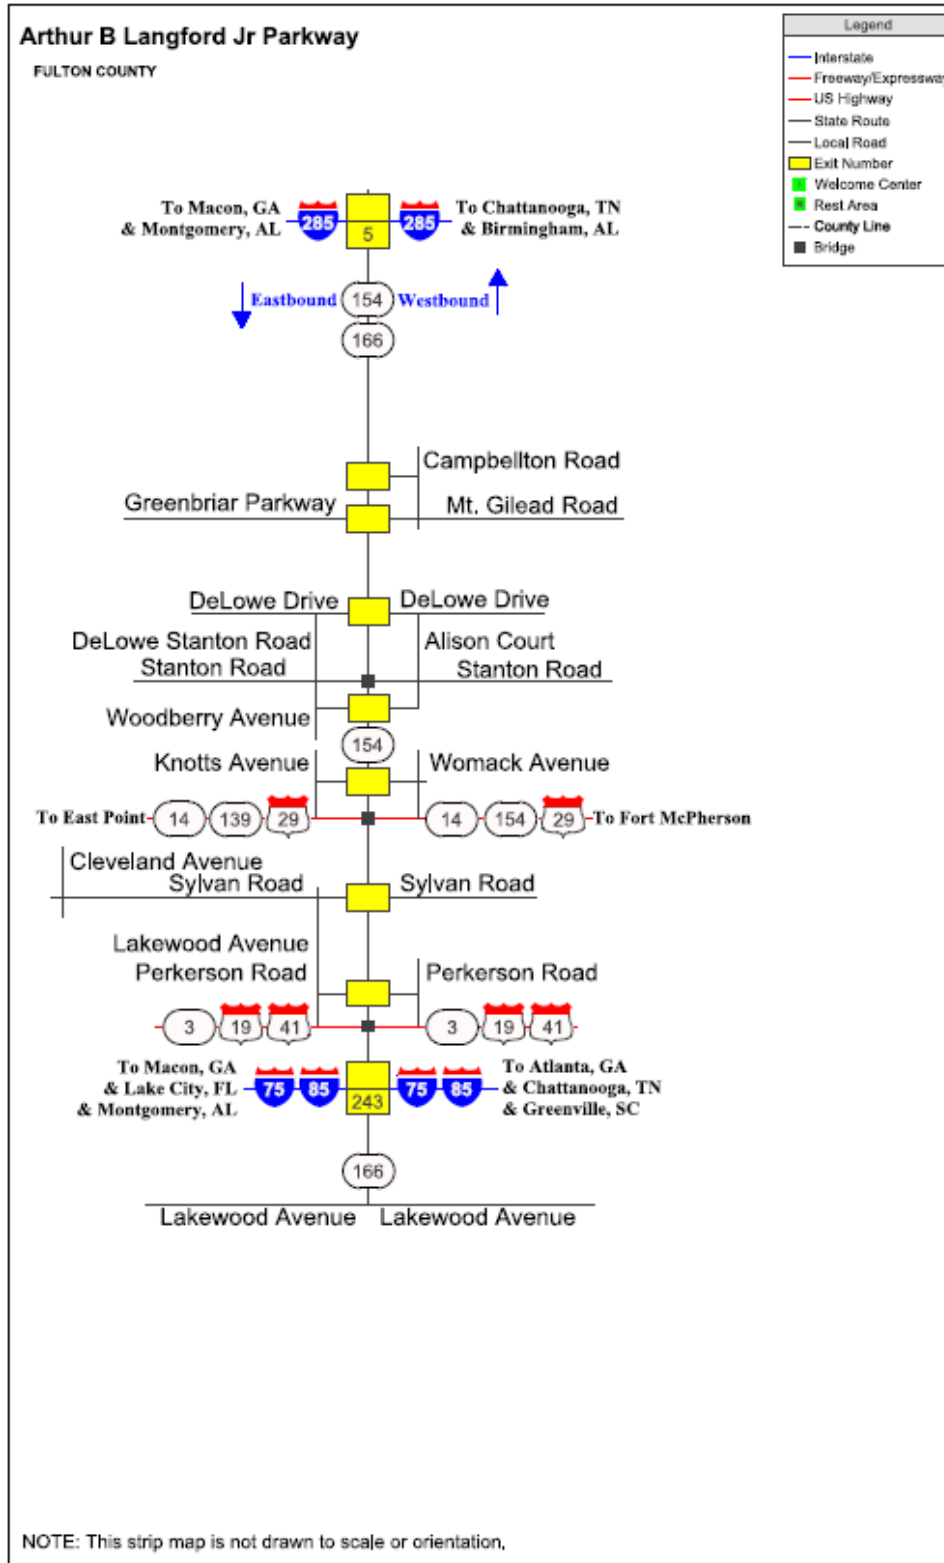 Arthur B Langford Jr Parkway
FULTON COUNTY
Legend
Interstate
Freeway/Expressway
US Highway
State Route
Local Road
Exit Number
Welcome Center
Rest Area
County Line
Bridge
To Macon, GA
& Montgomery, AL
285
5
285
To Chattanooga, TN
& Birmingham, AL
Eastbound
154
Westbound
166
Campbellton Road
Greenbriar Parkway
Mt. Gilead Road
DeLowe Drive
DeLowe Drive
DeLowe Stanton Road
Alison Court
Stanton Road
Stanton Road
Woodberry Avenue
154
Knotts Avenue
Womack Avenue
To East Point
14
139
29
14
154
29
To Fort McPherson
Cleveland Avenue
Sylvan Road
Sylvan Road
Lakewood Avenue
Perkerson Road
Perkerson Road
3
19
41
3
19
41
To Macon, GA
& Lake City, FL
& Montgomery, AL
75
85
243
75
85
To Atlanta, GA
& Chattanooga, TN
& Greenville, SC
166
Lakewood Avenue
Lakewood Avenue
NOTE: This strip map is not drawn to scale or orientation,